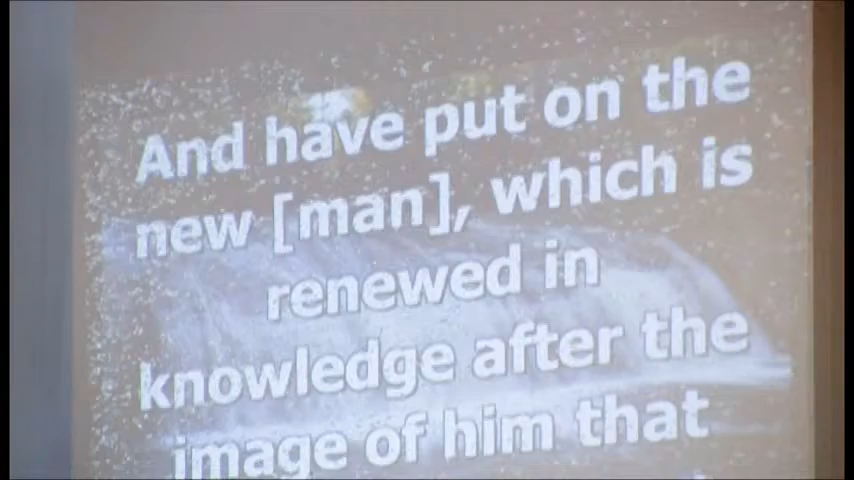 And have put on the
new [man], which is
renewed in
knowledge after the
image of him that